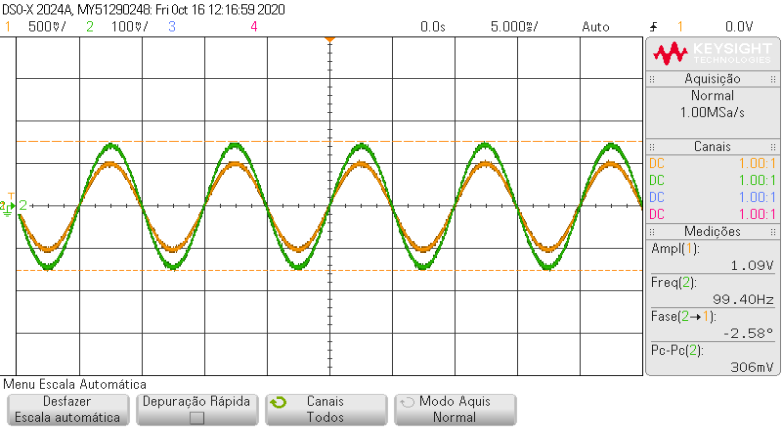 DSO-X 2024A, MY51290248: Fri Oct 16 12:16:59 2020
1 500mV/ 2 100mV/ 3 4 0.0s 5.000ms/ Auto 1 0.0V
KEYSIGHT
TECHNOLOGIES
Aquisição
Normal
1.00MSa/s
Canais
DC 1.00:1
DC 1.00:1
DC 1.00:1
DC 1.00:1
Medições
Ampl(1):
1.09V
Freq(2):
99.40Hz
Fase(2→1):
-2.58°
Pc-Pc(2):
306mV
T
2
2
Menu Escala Automática
Desfazer
Escala automática
Depuração Rápida
Canais
Todos
Modo Aquis
Normal